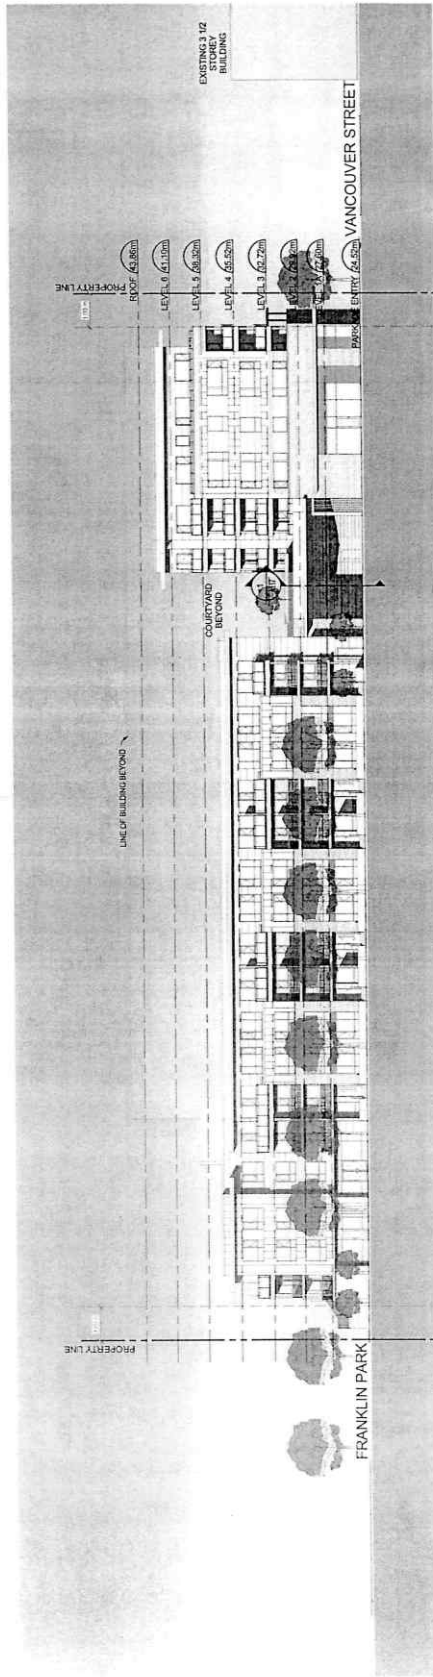 EXISTING 3 1/2
STOREY
BUILDING
VANCOUVER STREET
PROPERTY LINE
ROOF 43.86m
LEVEL 6 41.10m
LEVEL 5 38.32m
LEVEL 4 35.52m
LEVEL 3 32.72m
LEVEL 2
ENTRY 24.52m
COURTYARD
BEYOND
LINE OF BUILDING BEYOND
PROPERTY LINE
FRANKLIN PARK